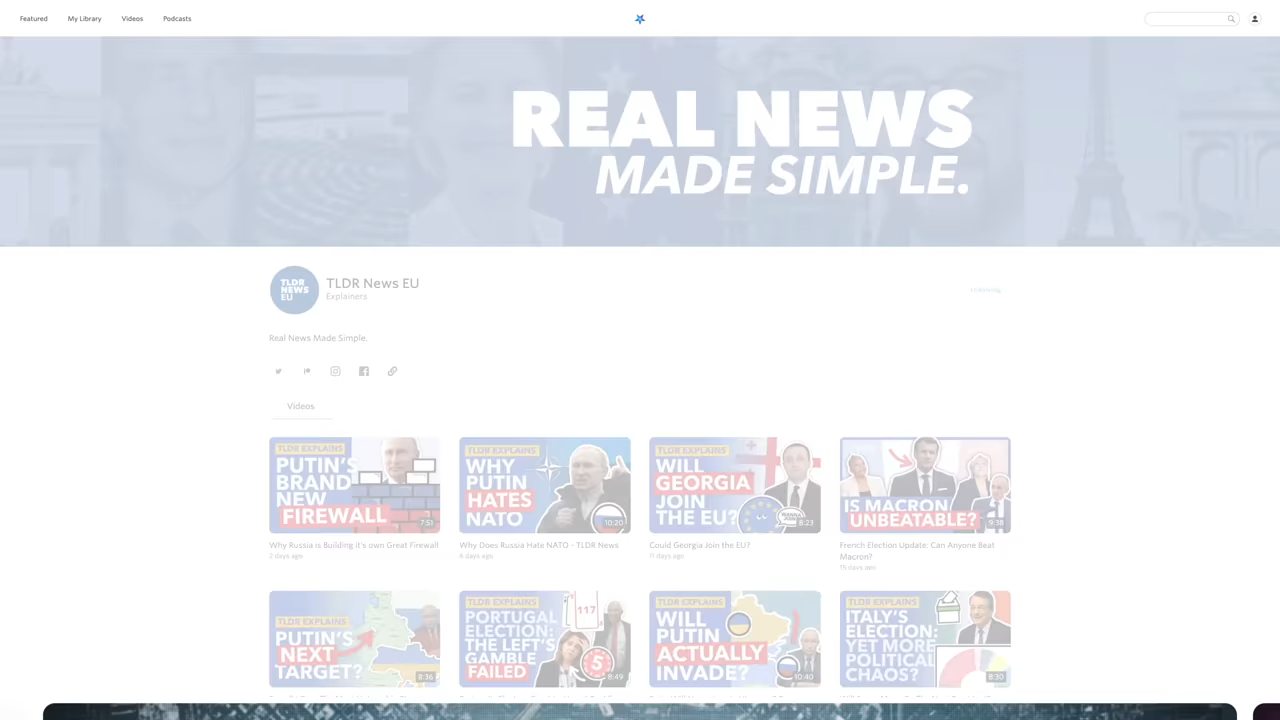 Featured My Library Videos Podcasts
REAL NEWS
MADE SIMPLE.
TLDR
NEWS
EU
TLDR News EU
Explainers
Following
Real News Made Simple.
Videos
TLDR EXPLAINS
PUTIN'S
BRAND
NEW
FIREWALL
7:51
Why Russia is Building it's own Great Firewall
2 days ago
TLDR EXPLAINS
WHY
PUTIN
HATES
NATO
10:20
Why Does Russia Hate NATO - TLDR News
6 days ago
TLDR EXPLAINS
WILL
GEORGIA
JOIN
THE EU?
8:23
Could Georgia Join the EU?
11 days ago
IS MACRON
UNBEATABLE?
9:38
French Election Update: Can Anyone Beat
Macron?
15 days ago
TLDR EXPLAINS
PUTIN'S
NEXT
TARGET?
8:36
TLDR EXPLAINS
PORTUGAL
ELECTION:
THE LEFT'S
GAMBLE
FAILED
117
8:49
TLDR EXPLAINS
WILL
PUTIN
ACTUALLY
INVADE?
10:40
TLDR EXPLAINS
ITALY'S
ELECTION:
YET MORE
POLITICAL
CHAOS?
8:30